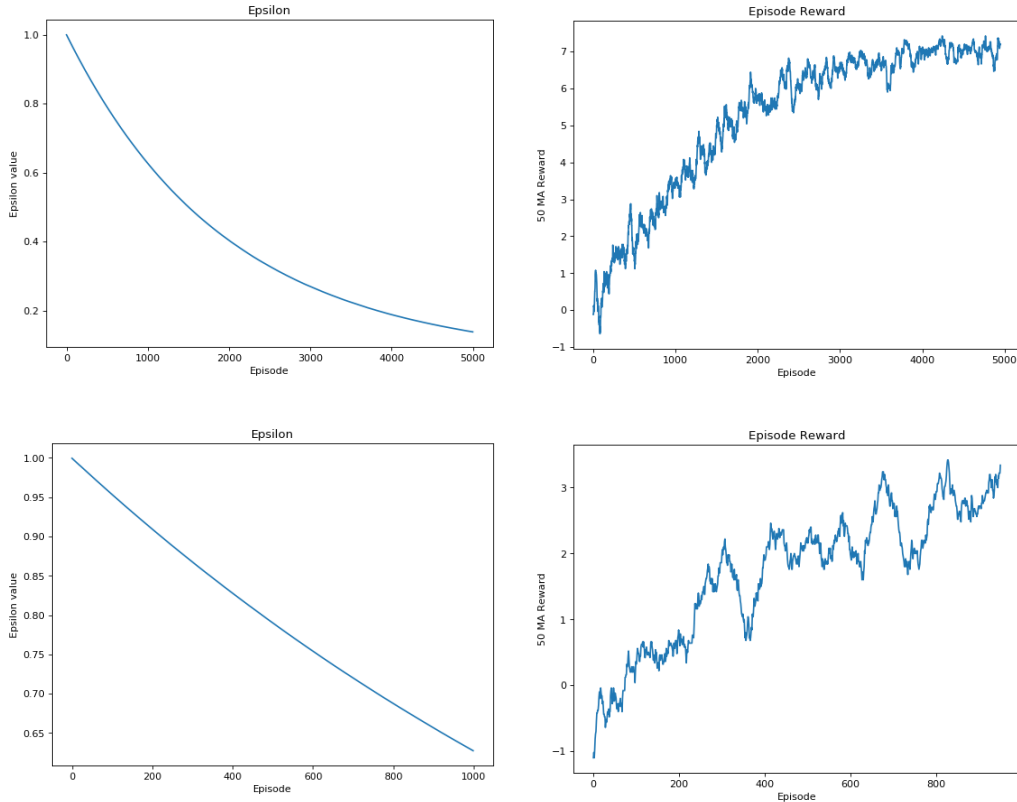 Epsilon
1.0
0.8
0.6
0.4
0.2
Epsilon value
0 1000 2000 3000 4000 5000
Episode
Episode Reward
7
6
5
4
3
2
1
0
−1
50 MA Reward
0 1000 2000 3000 4000 5000
Episode
Epsilon
1.00
0.95
0.90
0.85
0.80
0.75
0.70
0.65
Epsilon value
0 200 400 600 800 1000
Episode
Episode Reward
3
2
1
0
−1
50 MA Reward
0 200 400 600 800
Episode